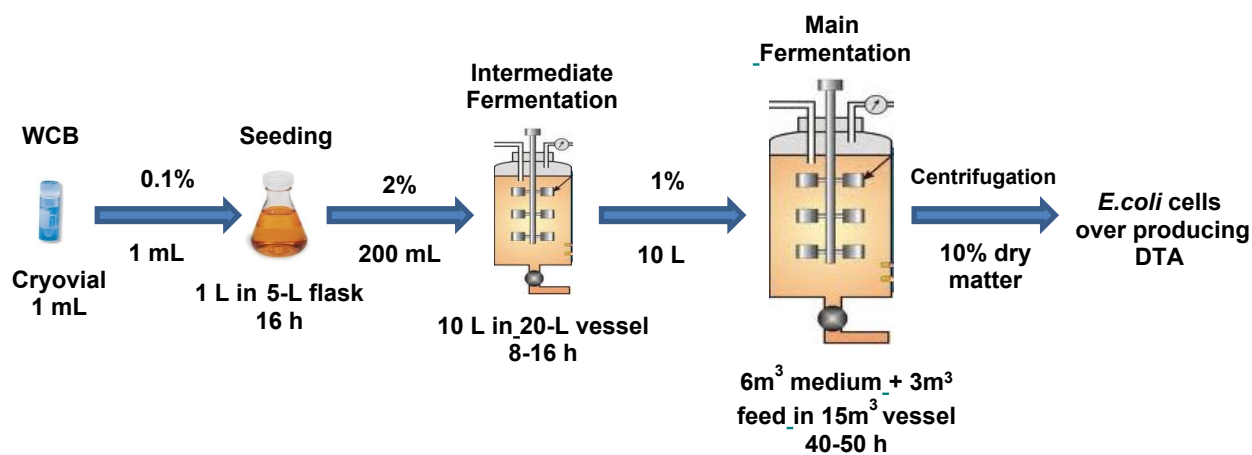 WCB
Cryovial
1 mL
0.1%
1 mL
Seeding
1 L in 5-L flask
16 h
2%
200 mL
Intermediate
Fermentation
10 L in 20-L vessel
8-16 h
1%
10 L
Main
Fermentation
6m³ medium + 3m³
feed in 15m³ vessel
40-50 h
Centrifugation
10% dry
matter
E.coli cells
over producing
DTA